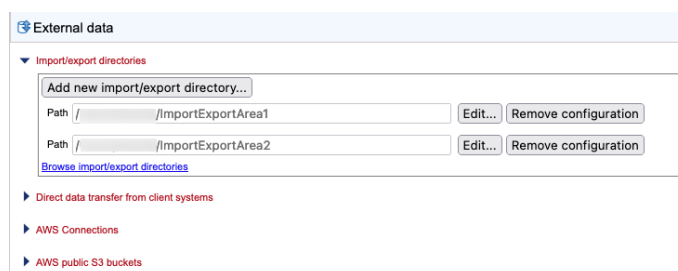 External data
Import/export directories
Add new import/export directory...
Path / /ImportExportArea1 Edit... Remove configuration
Path / /ImportExportArea2 Edit... Remove configuration
Browse import/export directories
Direct data transfer from client systems
AWS Connections
AWS public S3 buckets